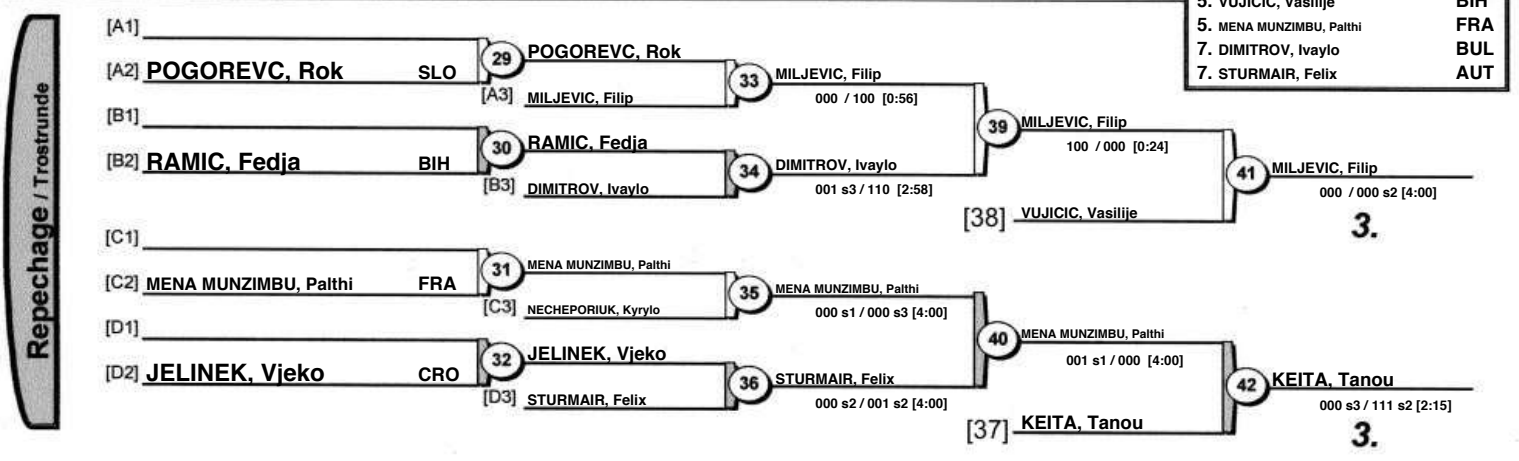 5. VUJICIC, Vasilije BIH
5. MENA MUNZIMBU, Palthi FRA
7. DIMITROV, Ivaylo BUL
7. STURMAIR, Felix AUT
Repechage / Trostrunde
[A1]
[A2] POGOREVC, Rok SLO
29
POGOREVC, Rok
[A3] MILJEVIC, Filip
33
MILJEVIC, Filip
000 / 100 [0:56]
[B1]
[B2] RAMIC, Fedja BIH
30
RAMIC, Fedja
[B3] DIMITROV, Ivaylo
34
DIMITROV, Ivaylo
001 s3 / 110 [2:58]
39
MILJEVIC, Filip
100 / 000 [0:24]
[38] VUJICIC, Vasilije
41
MILJEVIC, Filip
000 / 000 s2 [4:00]
3.
[C1]
[C2] MENA MUNZIMBU, Palthi FRA
31
MENA MUNZIMBU, Palthi
[C3] NECHEPORIUK, Kyrylo
35
MENA MUNZIMBU, Palthi
000 s1 / 000 s3 [4:00]
[D1]
[D2] JELINEK, Vjeko CRO
32
JELINEK, Vjeko
[D3] STURMAIR, Felix
36
STURMAIR, Felix
000 s2 / 001 s2 [4:00]
40
MENA MUNZIMBU, Palthi
001 s1 / 000 [4:00]
[37] KEITA, Tanou
42
KEITA, Tanou
000 s3 / 111 s2 [2:15]
3.